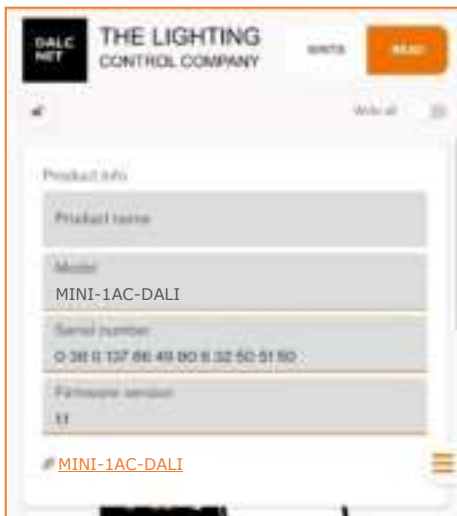 DALC
NET
THE LIGHTING
CONTROL COMPANY
WRITE
READ
Write all
Product info
Product name
Model
MINI-1AC-DALI
Serial number
Firmware version
MINI-1AC-DALI